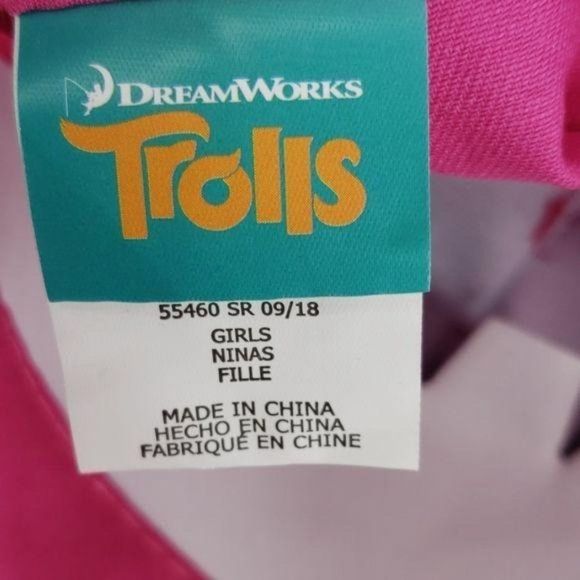 DREAMWORKS
Trolls
55460 SR 09/18
GIRLS
NINAS
FILLE
MADE IN CHINA
HECHO EN CHINA
FABRIQUÉ EN CHINE